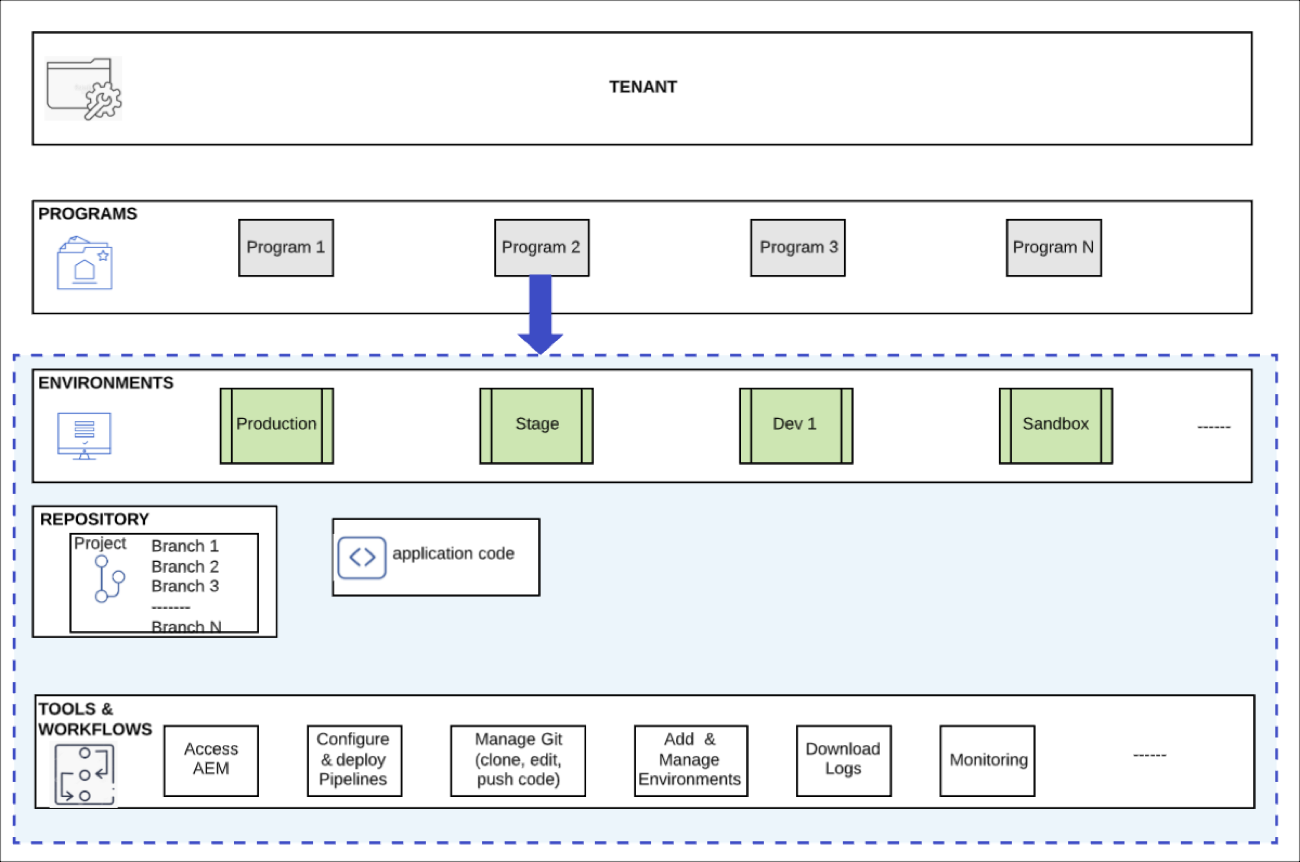 TENANT
PROGRAMS
Program 1
Program 2
Program 3
Program N
ENVIRONMENTS
Production
Stage
Dev 1
Sandbox
------
REPOSITORY
Project
Branch 1
Branch 2
Branch 3
-------
Branch N
application code
TOOLS &
WORKFLOWS
Access
AEM
Configure
& deploy
Pipelines
Manage Git
(clone, edit,
push code)
Add &
Manage
Environments
Download
Logs
Monitoring
------